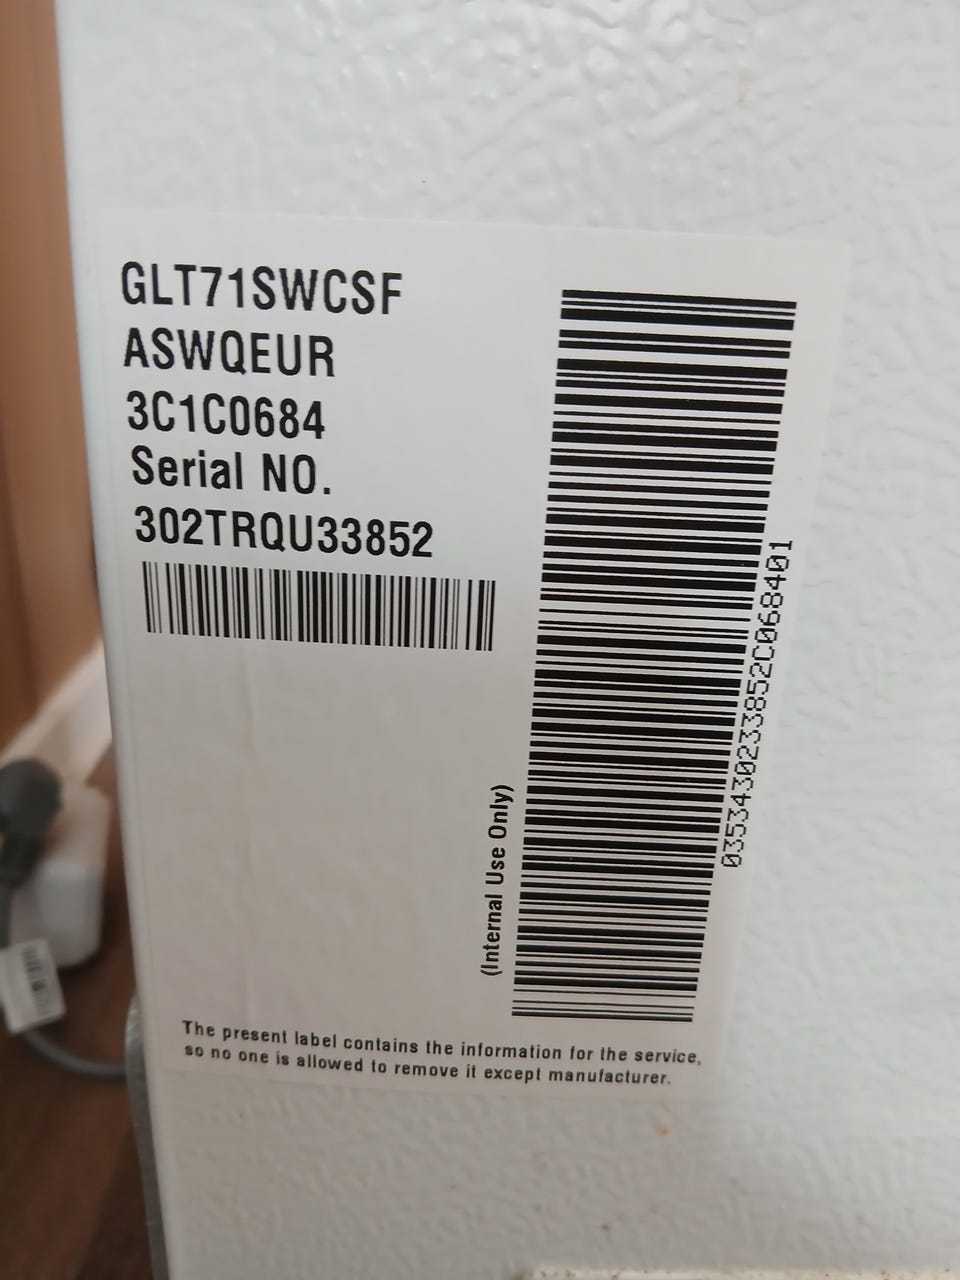 GLT71SWCSF
ASWQEUR
3C1C0684
Serial NO.
302TRQU33852
(Internal Use Only)
0353430233852C068401
The present label contains the information for the service,
so no one is allowed to remove it except manufacturer.